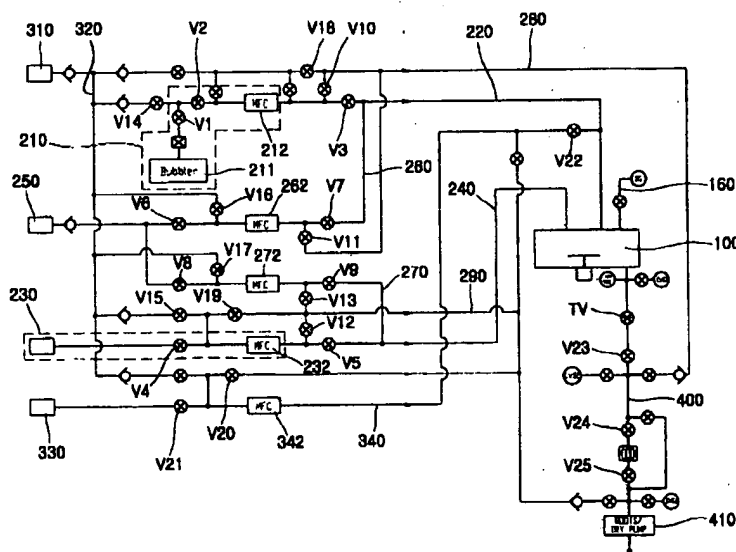 310
320
V2
V18
V10
280
220
V14
V1
MFC
V3
V22
210
Bubbler
211
212
260
240
160
250
V6
V16
262
V7
MFC
V11
100
V8
V17
272
V9
270
290
MFC
V13
V15
V19
TV
230
V12
V23
MFC
V4
232
V5
400
V24
MFC
330
V21
V20
342
340
V25
410
DRY PUMP